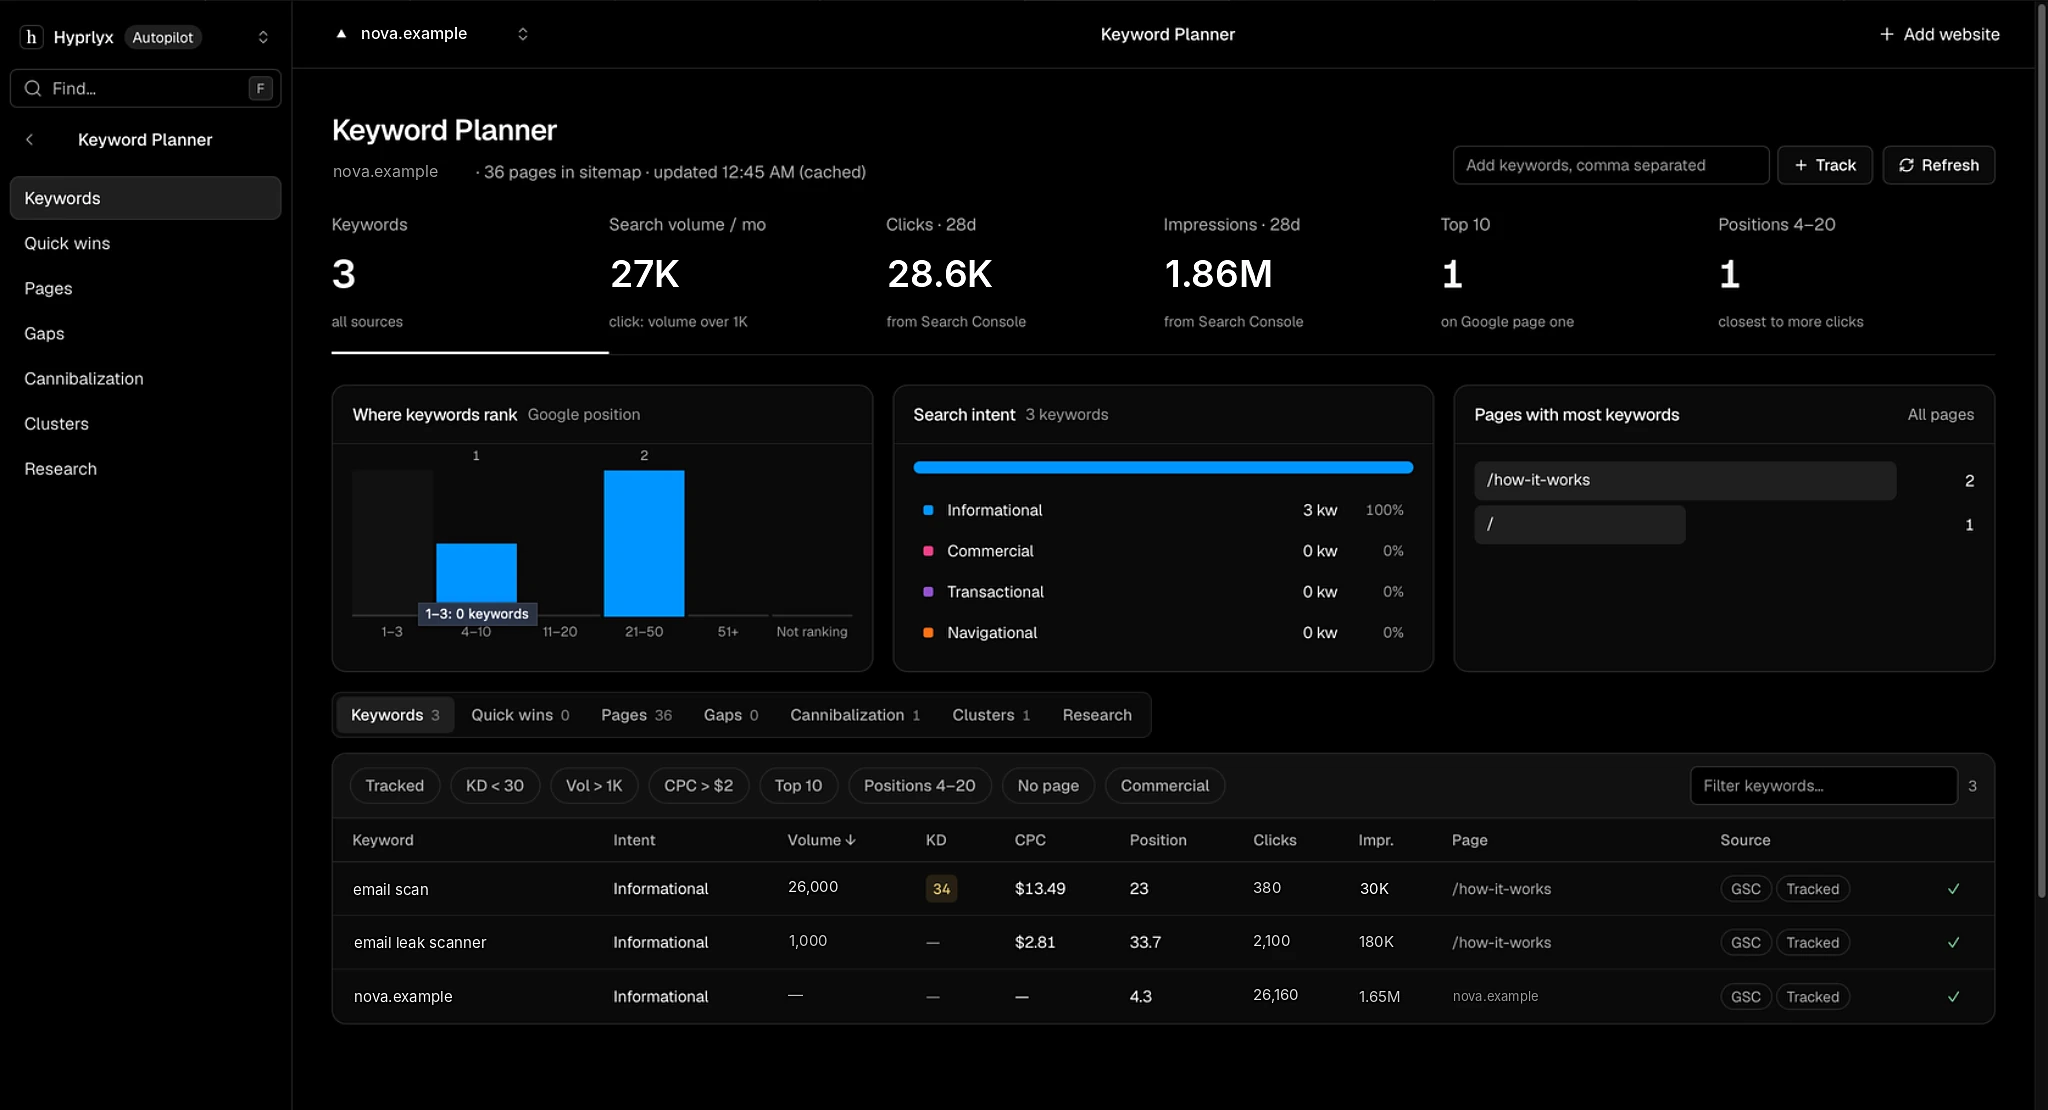 h Hyprlyx Autopilot
Find... F
Keyword Planner
Keywords
Quick wins
Pages
Gaps
Cannibalization
Clusters
Research
▲ nova.example
Keyword Planner
+ Add website
Keyword Planner
nova.example · 36 pages in sitemap · updated 12:45 AM (cached)
Add keywords, comma separated
+ Track
Refresh
Keywords
3
all sources
Search volume / mo
27K
click: volume over 1K
Clicks · 28d
28.6K
from Search Console
Impressions · 28d
1.86M
from Search Console
Top 10
1
on Google page one
Positions 4–20
1
closest to more clicks
Where keywords rank Google position
1 2
1–3: 0 keywords
1–3 4–10 11–20 21–50 51+ Not ranking
Search intent 3 keywords
Informational 3 kw 100%
Commercial 0 kw 0%
Transactional 0 kw 0%
Navigational 0 kw 0%
Pages with most keywords All pages
/how-it-works 2
/ 1
Keywords 3 Quick wins 0 Pages 36 Gaps 0 Cannibalization 1 Clusters 1 Research
Tracked KD < 30 Vol > 1K CPC > $2 Top 10 Positions 4–20 No page Commercial Filter keywords... 3
Keyword Intent Volume ↓ KD CPC Position Clicks Impr. Page Source
email scan Informational 26,000 34 $13.49 23 380 30K /how-it-works GSC Tracked ✓
email leak scanner Informational 1,000 — $2.81 33.7 2,100 180K /how-it-works GSC Tracked ✓
nova.example Informational — — — 4.3 26,160 1.65M nova.example GSC Tracked ✓